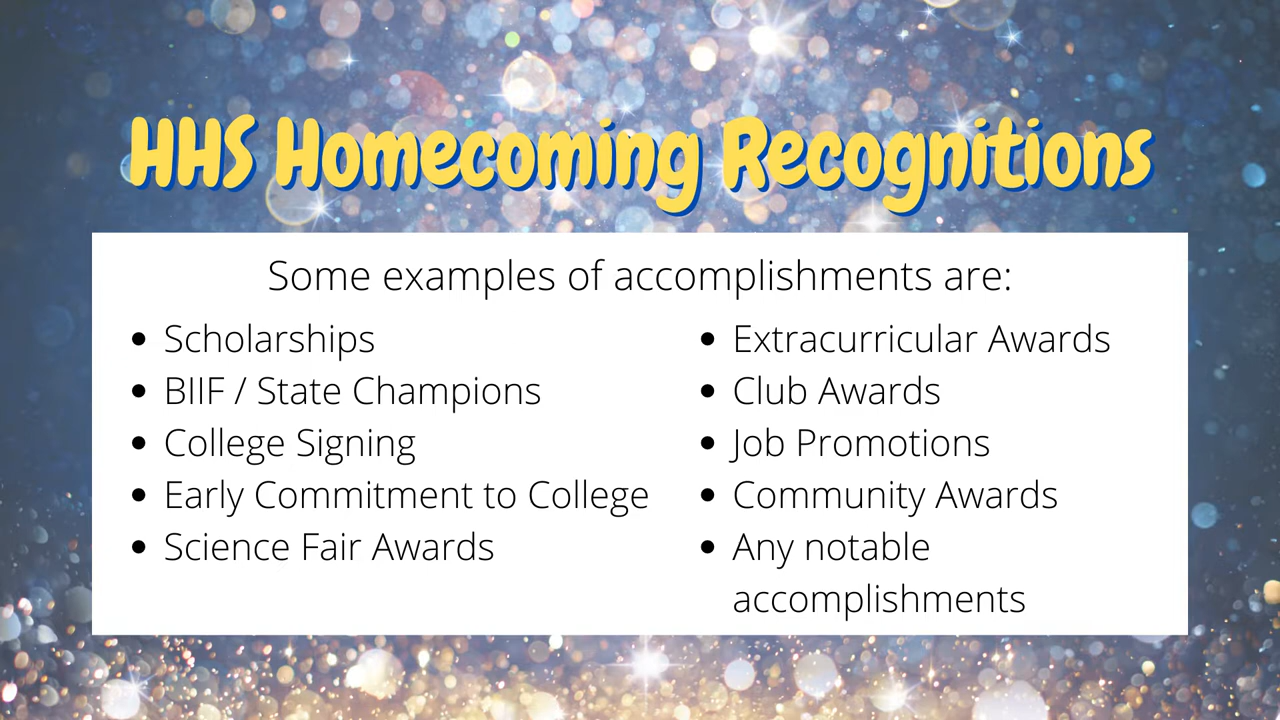 HHS Homecoming Recognitions
Some examples of accomplishments are:
• Scholarships
• BIIF / State Champions
• College Signing
• Early Commitment to College
• Science Fair Awards
• Extracurricular Awards
• Club Awards
• Job Promotions
• Community Awards
• Any notable
accomplishments